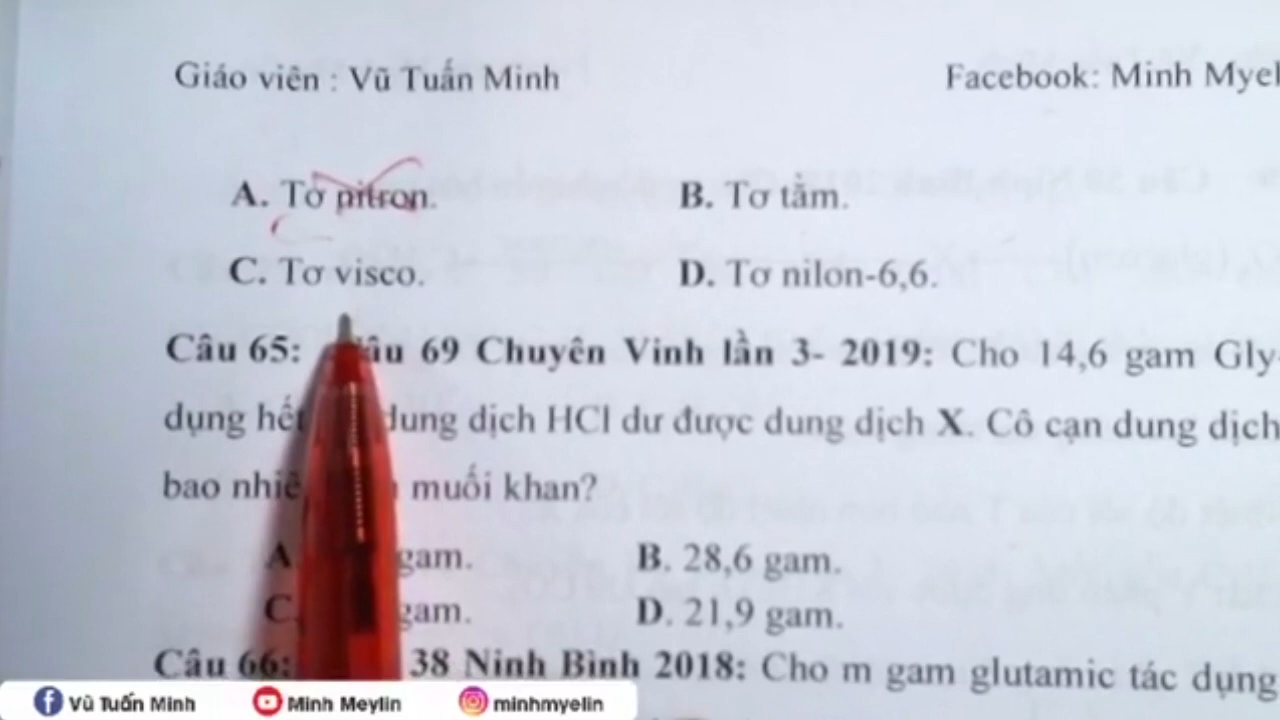 Giáo viên : Vũ Tuấn Minh
Facebook: Minh Myel
A. Tơ nitron.
B. Tơ tằm.
C. Tơ visco.
D. Tơ nilon-6,6.
Câu 65: âu 69 Chuyên Vinh lần 3- 2019: Cho 14,6 gam Gly-
dụng hết dung dịch HCl dư được dung dịch X. Cô cạn dung dịch
bao nhiê muối khan?
A. gam.
B. 28,6 gam.
C. gam.
D. 21,9 gam.
Câu 66: 38 Ninh Bình 2018: Cho m gam glutamic tác dụng
Vũ Tuấn Minh
Minh Meylin
minhmyelin